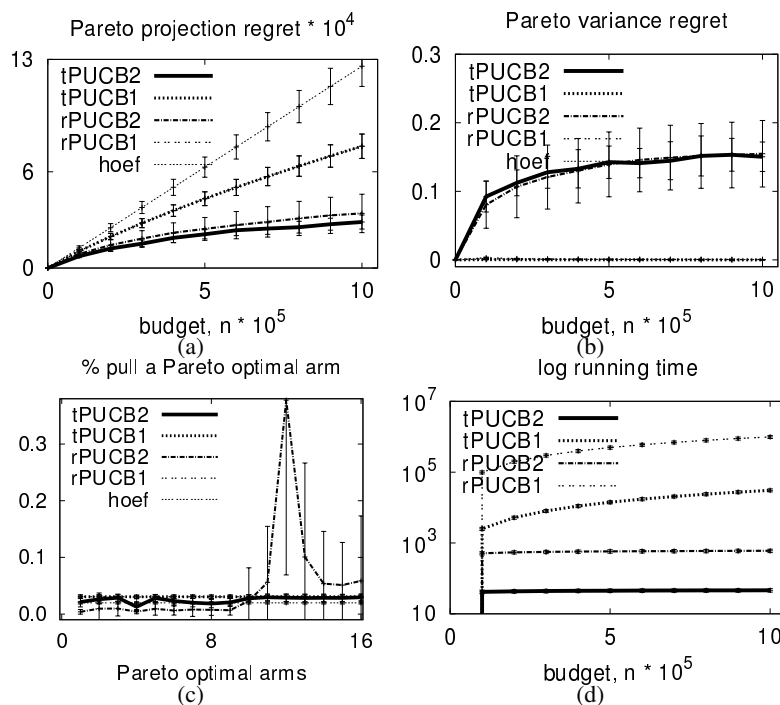 Pareto projection regret * 10^4
13
6
0
tPUCB2
tPUCB1
rPUCB2
rPUCB1
hoef
0 5 10
budget, n * 10^5
(a)
Pareto variance regret
0.3
0.2
0.1
0
tPUCB2
tPUCB1
rPUCB2
rPUCB1
hoef
0 5 10
budget, n * 10^5
(b)
% pull a Pareto optimal arm
0.3
0.2
0.1
0.0
tPUCB2
tPUCB1
rPUCB2
rPUCB1
hoef
0 8 16
Pareto optimal arms
(c)
log running time
10^7
10^5
10^3
10
tPUCB2
tPUCB1
rPUCB2
rPUCB1
0 5 10
budget, n * 10^5
(d)